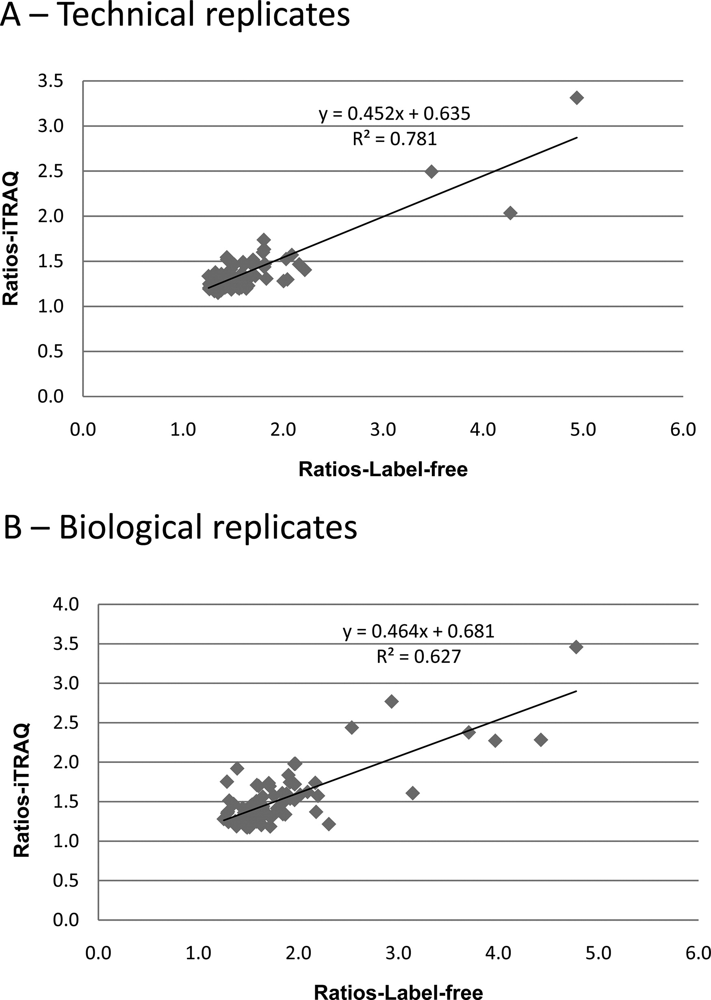 A – Technical replicates
3.5
3.0
2.5
2.0
1.5
1.0
0.5
0.0
y = 0.452x + 0.635
R² = 0.781
Ratios-iTRAQ
0.0 1.0 2.0 3.0 4.0 5.0 6.0
Ratios-Label-free
B – Biological replicates
4.0
3.5
3.0
2.5
2.0
1.5
1.0
0.5
0.0
y = 0.464x + 0.681
R² = 0.627
Ratios-iTRAQ
0.0 1.0 2.0 3.0 4.0 5.0 6.0
Ratios-Label-free